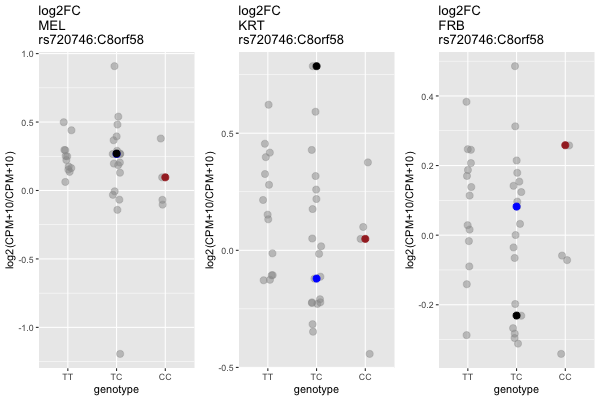 log2FC
MEL
rs720746:C8orf58
log2(CPM+10/CPM+10)
1.0
0.5
0.0
-0.5
-1.0
TT
TC
CC
genotype
log2FC
KRT
rs720746:C8orf58
log2(CPM+10/CPM+10)
0.5
0.0
-0.5
TT
TC
CC
genotype
log2FC
FRB
rs720746:C8orf58
log2(CPM+10/CPM+10)
0.4
0.2
0.0
-0.2
TT
TC
CC
genotype